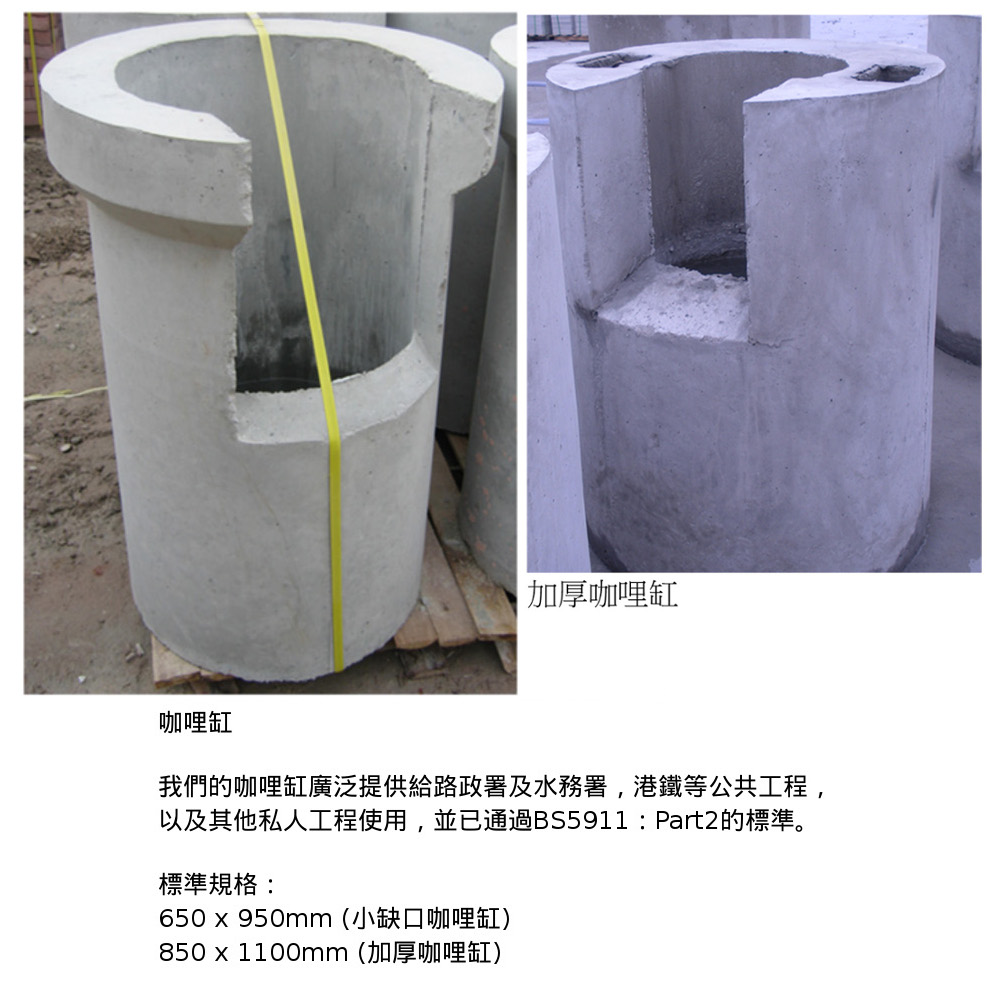 加厚咖哩缸
咖哩缸
我們的咖哩缸廣泛提供給路政署及水務署，港鐵等公共工程，
以及其他私人工程使用，並已通過BS5911：Part2的標準。
標準規格：
650 x 950mm (小缺口咖哩缸)
850 x 1100mm (加厚咖哩缸)